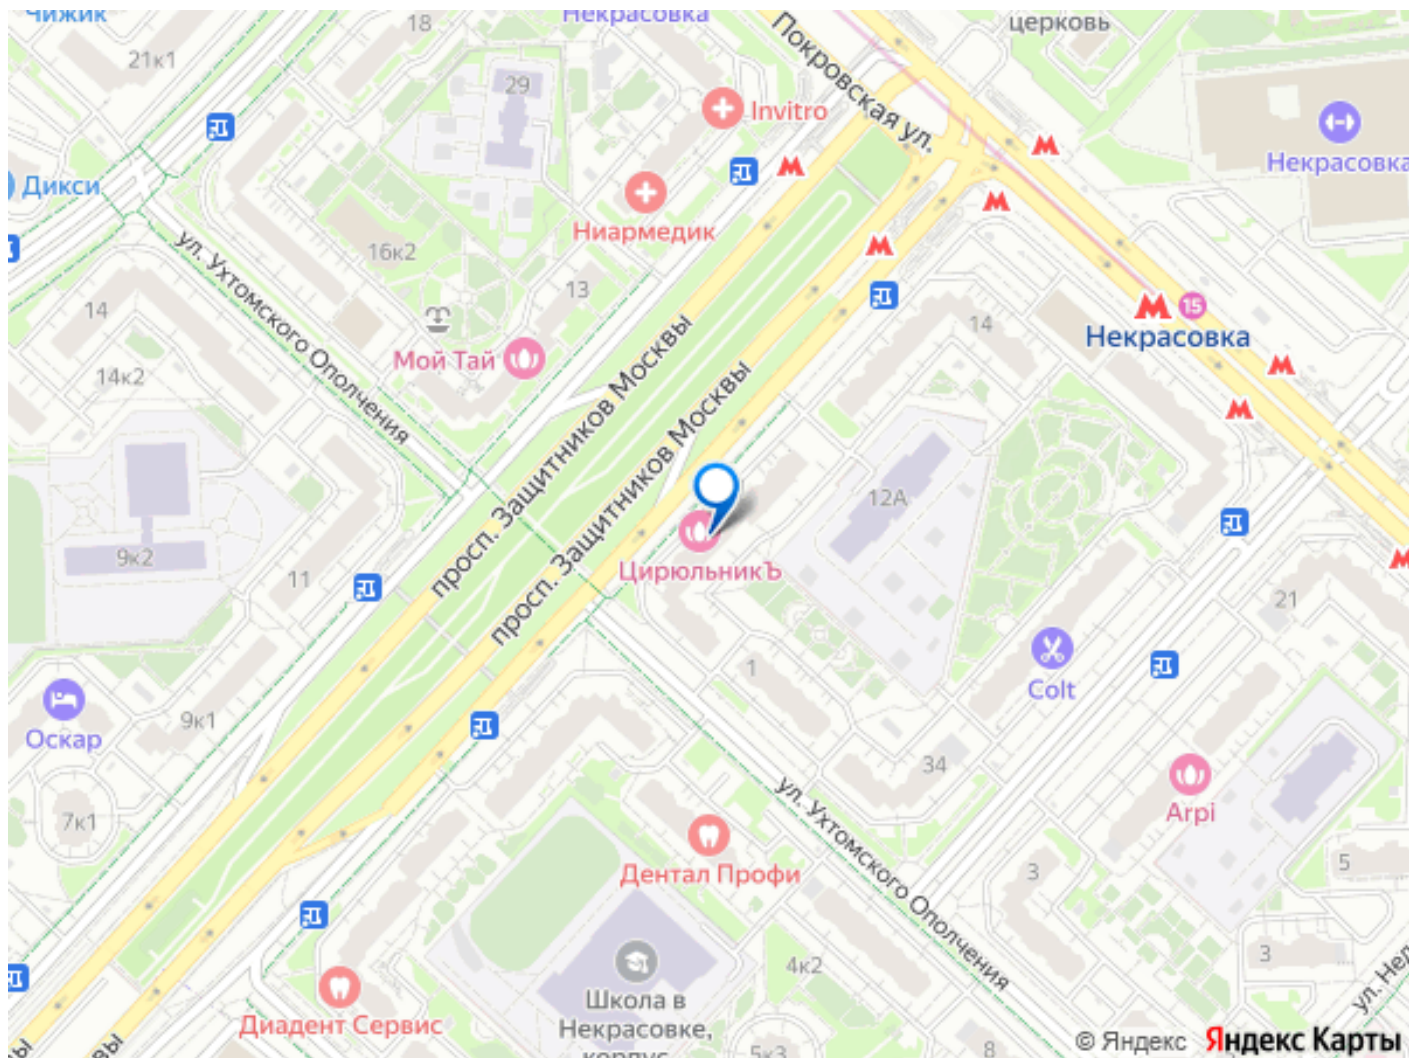 Чижик
18
Некрасовка
церковь
21к1
29
Покровская ул.
Invitro
Некрасовка
Дикси
Ниармедик
16к2
ул. Ухтомского Ополчения
13
14
15
Некрасовка
14
Мой Тай
14к2
просп. Защитников Москвы
просп. Защитников Москвы
12А
9к2
11
ЦирюльникЪ
21
1
Colt
9к1
Оскар
34
7к1
ул. Ухтомского Ополчения
Arpi
Дентал Профи
3
5
3
4к2
Школа в
Некрасовке,
корпус
Диадент Сервис
5к3
8
ул. Нед
© Яндекс Яндекс Карты